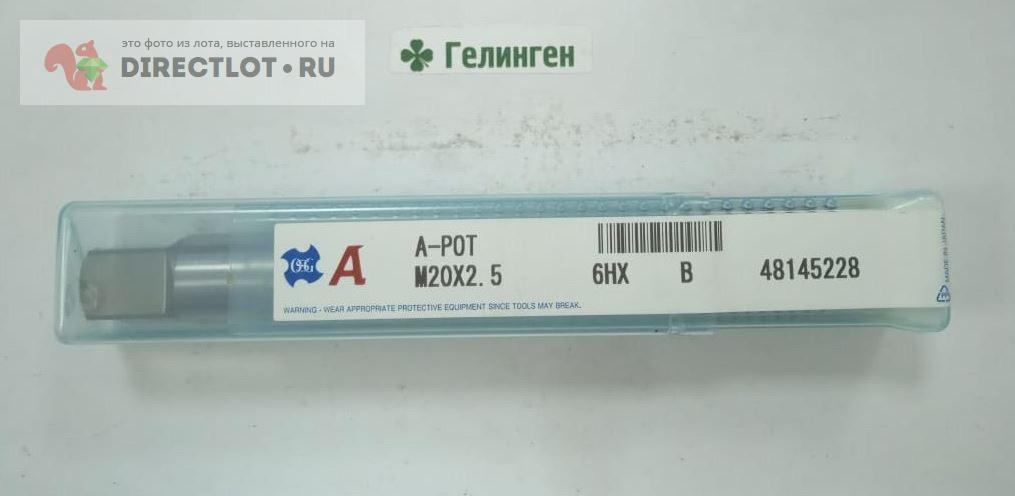 это фото из лота, выставленного на
DIRECTLOT.RU
Гелинген
OSG A
A-POT
M20X2.5 6HX B 48145228
WARNING - WEAR APPROPRIATE PROTECTIVE EQUIPMENT SINCE TOOLS MAY BREAK.
MADE IN JAPAN